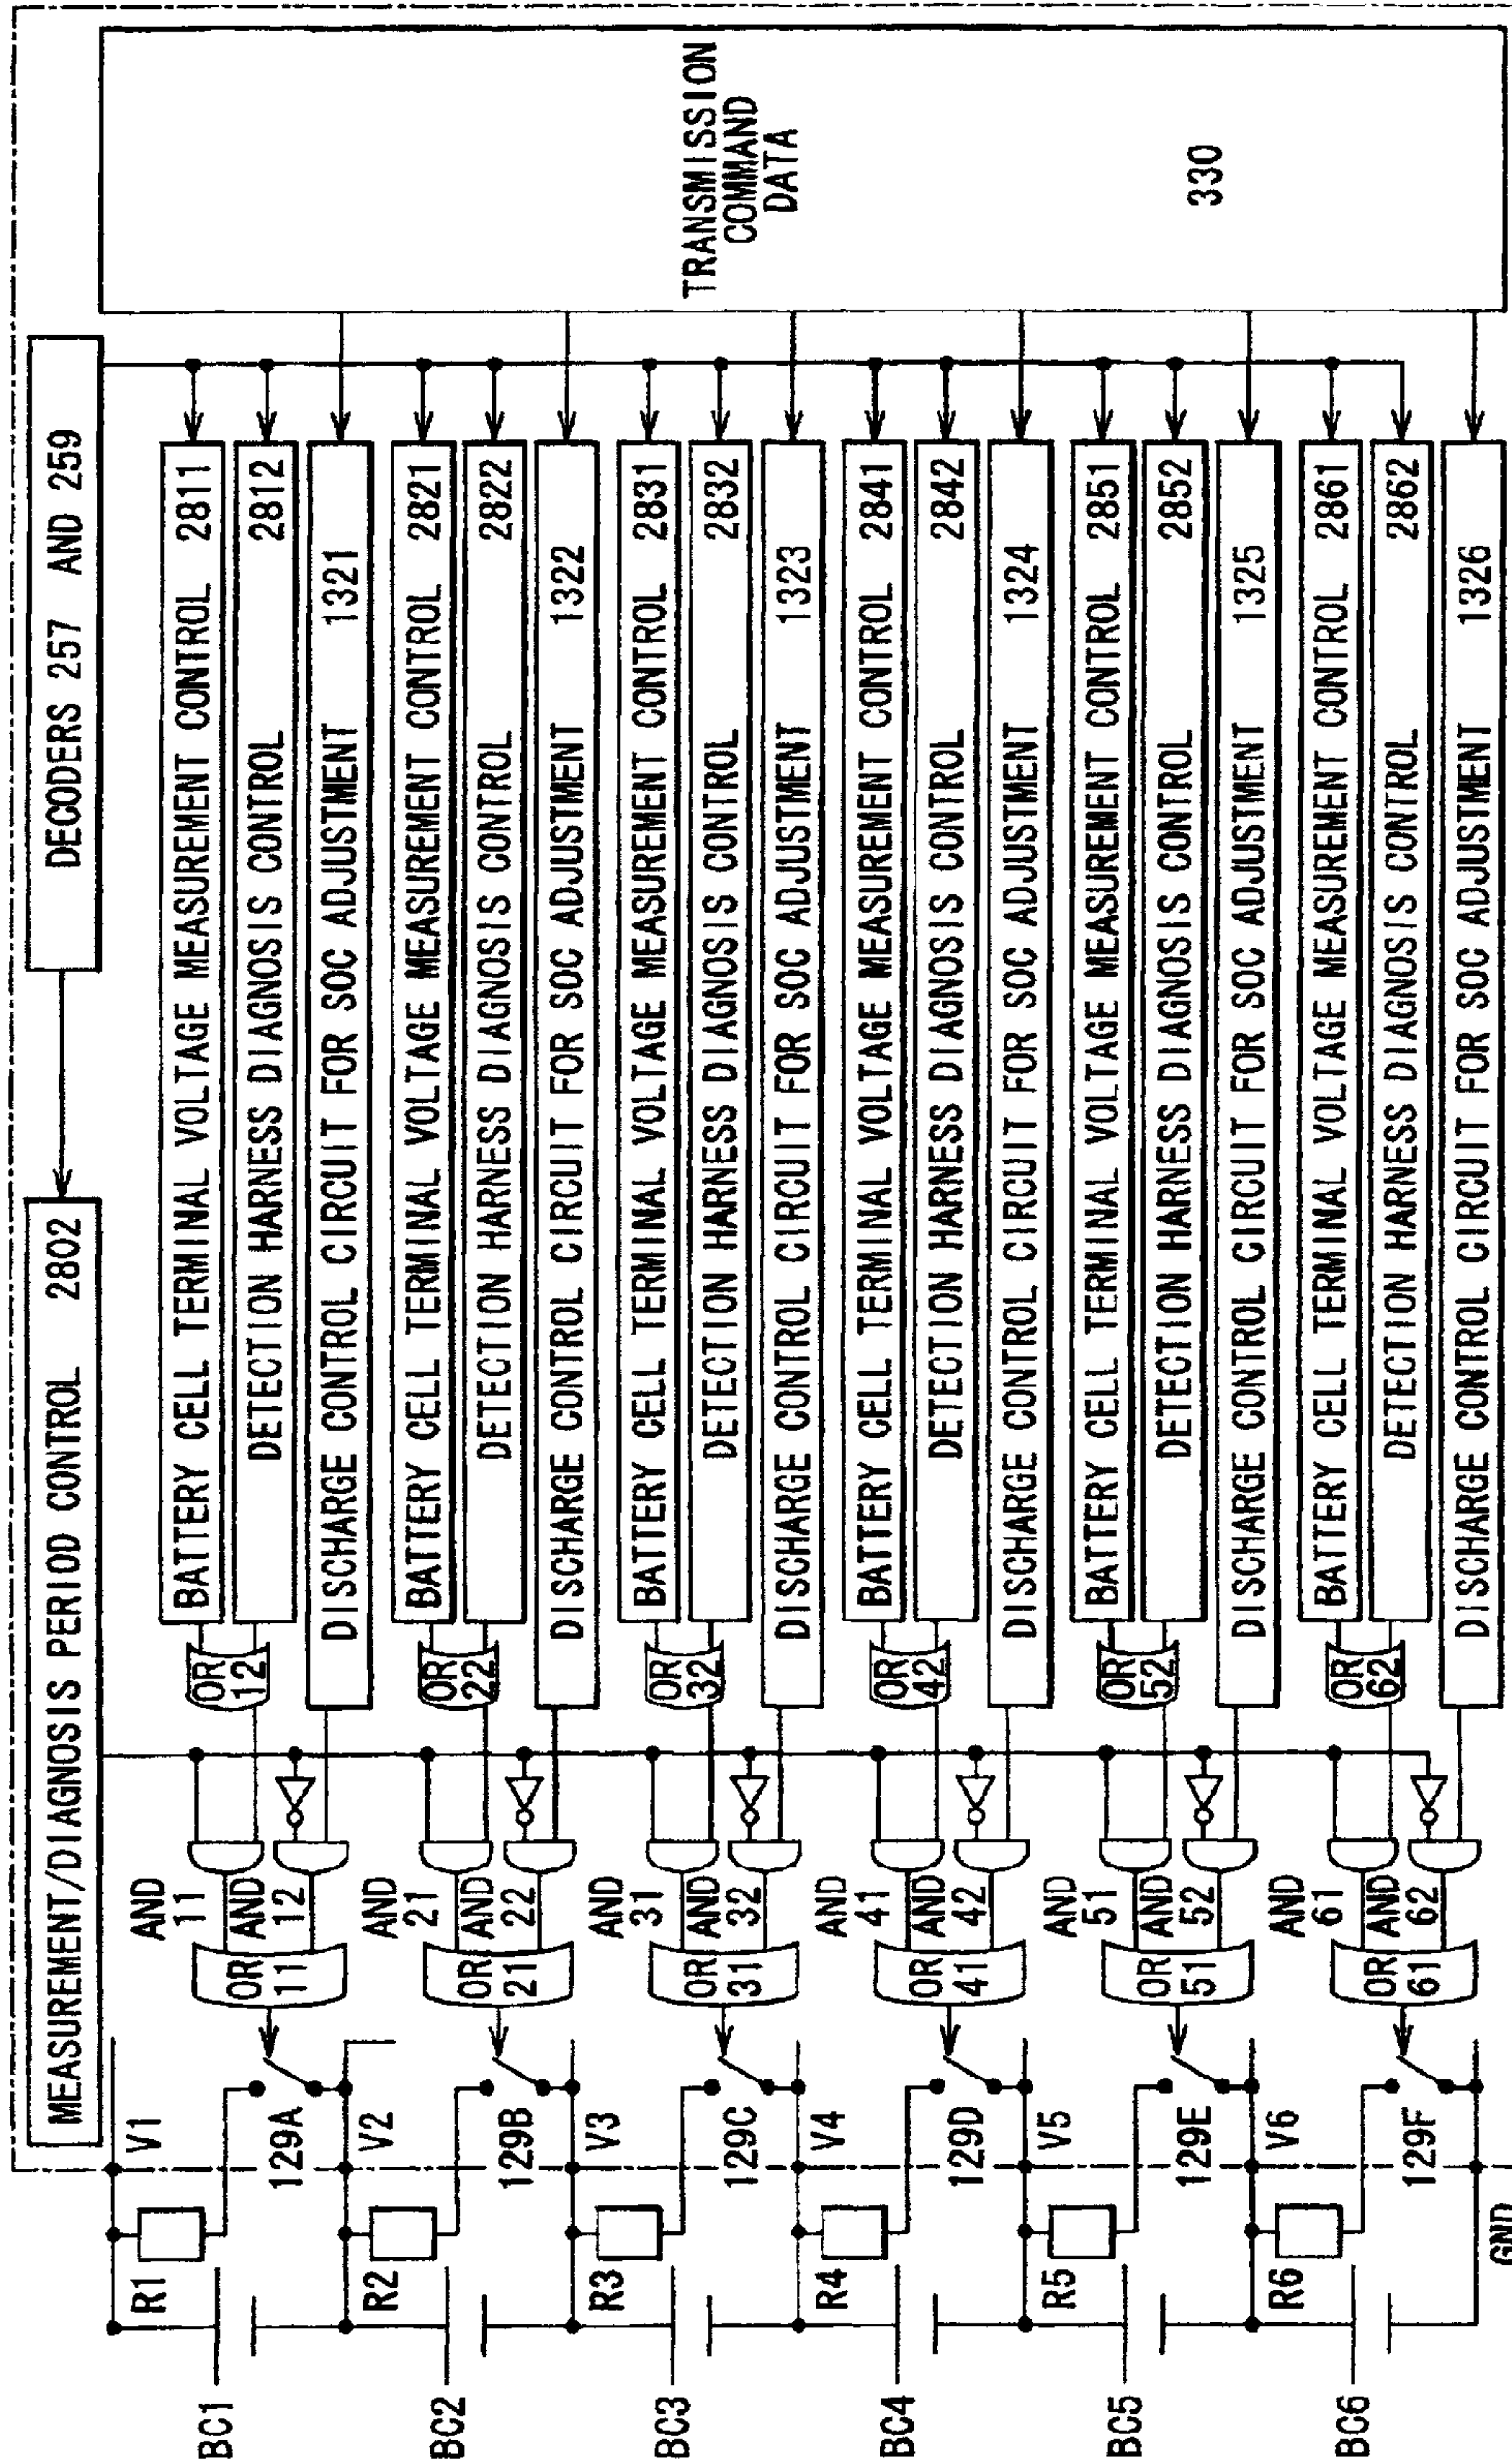 MEASUREMENT/DIAGNOSIS PERIOD CONTROL 2802
DECODERS 257 AND 259
TRANSMISSION
COMMAND
DATA
330
BC1
R1
V1
129A
OR
11
AND
11
AND
12
OR
12
BATTERY CELL TERMINAL VOLTAGE MEASUREMENT CONTROL 2811
DETECTION HARNESS DIAGNOSIS CONTROL 2812
DISCHARGE CONTROL CIRCUIT FOR SOC ADJUSTMENT 1321
BC2
R2
V2
129B
OR
21
AND
21
AND
22
OR
22
BATTERY CELL TERMINAL VOLTAGE MEASUREMENT CONTROL 2821
DETECTION HARNESS DIAGNOSIS CONTROL 2822
DISCHARGE CONTROL CIRCUIT FOR SOC ADJUSTMENT 1322
BC3
R3
V3
129C
OR
31
AND
31
AND
32
OR
32
BATTERY CELL TERMINAL VOLTAGE MEASUREMENT CONTROL 2831
DETECTION HARNESS DIAGNOSIS CONTROL 2832
DISCHARGE CONTROL CIRCUIT FOR SOC ADJUSTMENT 1323
BC4
R4
V4
129D
OR
41
AND
41
AND
42
OR
42
BATTERY CELL TERMINAL VOLTAGE MEASUREMENT CONTROL 2841
DETECTION HARNESS DIAGNOSIS CONTROL 2842
DISCHARGE CONTROL CIRCUIT FOR SOC ADJUSTMENT 1324
BC5
R5
V5
129E
OR
51
AND
51
AND
52
OR
52
BATTERY CELL TERMINAL VOLTAGE MEASUREMENT CONTROL 2851
DETECTION HARNESS DIAGNOSIS CONTROL 2852
DISCHARGE CONTROL CIRCUIT FOR SOC ADJUSTMENT 1325
BC6
R6
V6
129F
OR
61
AND
61
AND
62
OR
62
BATTERY CELL TERMINAL VOLTAGE MEASUREMENT CONTROL 2861
DETECTION HARNESS DIAGNOSIS CONTROL 2862
DISCHARGE CONTROL CIRCUIT FOR SOC ADJUSTMENT 1326
GND